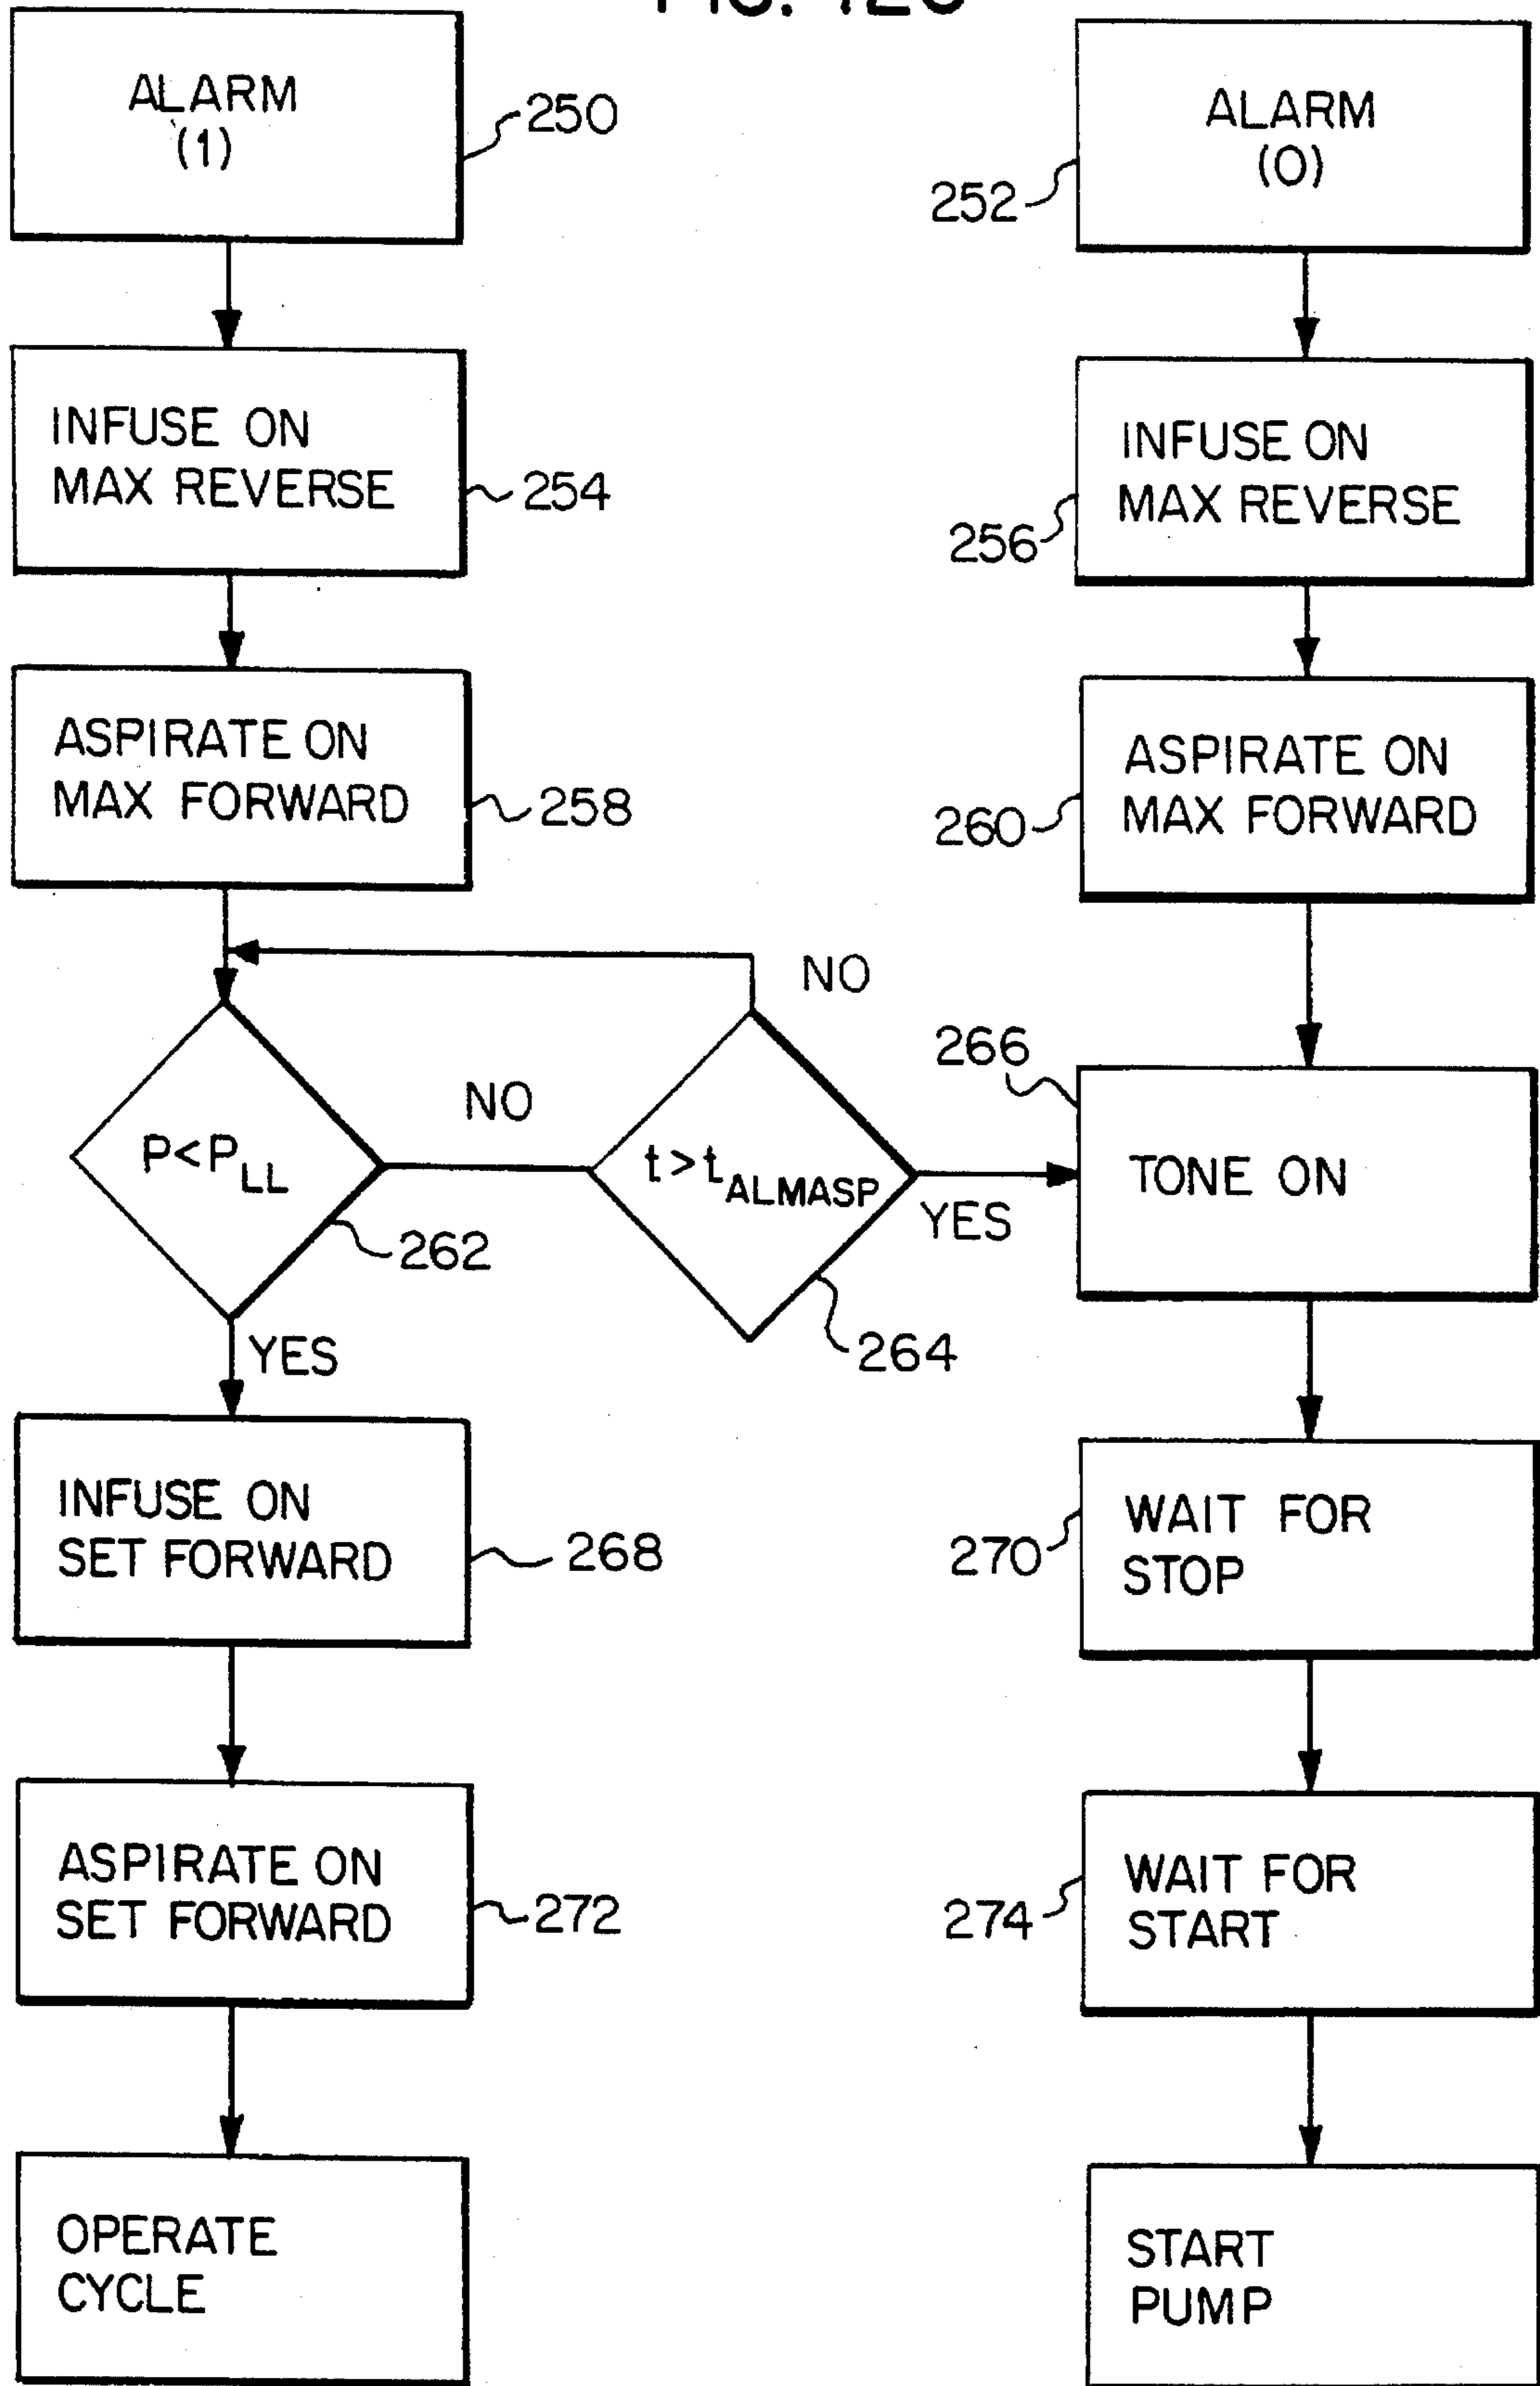 ALARM
(1)
250
ALARM
(0)
252
INFUSE ON
MAX REVERSE
254
INFUSE ON
MAX REVERSE
256
ASPIRATE ON
MAX FORWARD
258
ASPIRATE ON
MAX FORWARD
260
NO
P<PLL
262
NO
t>tALMASP
264
YES
266
TONE ON
YES
INFUSE ON
SET FORWARD
268
WAIT FOR
STOP
270
ASPIRATE ON
SET FORWARD
272
WAIT FOR
START
274
OPERATE
CYCLE
START
PUMP